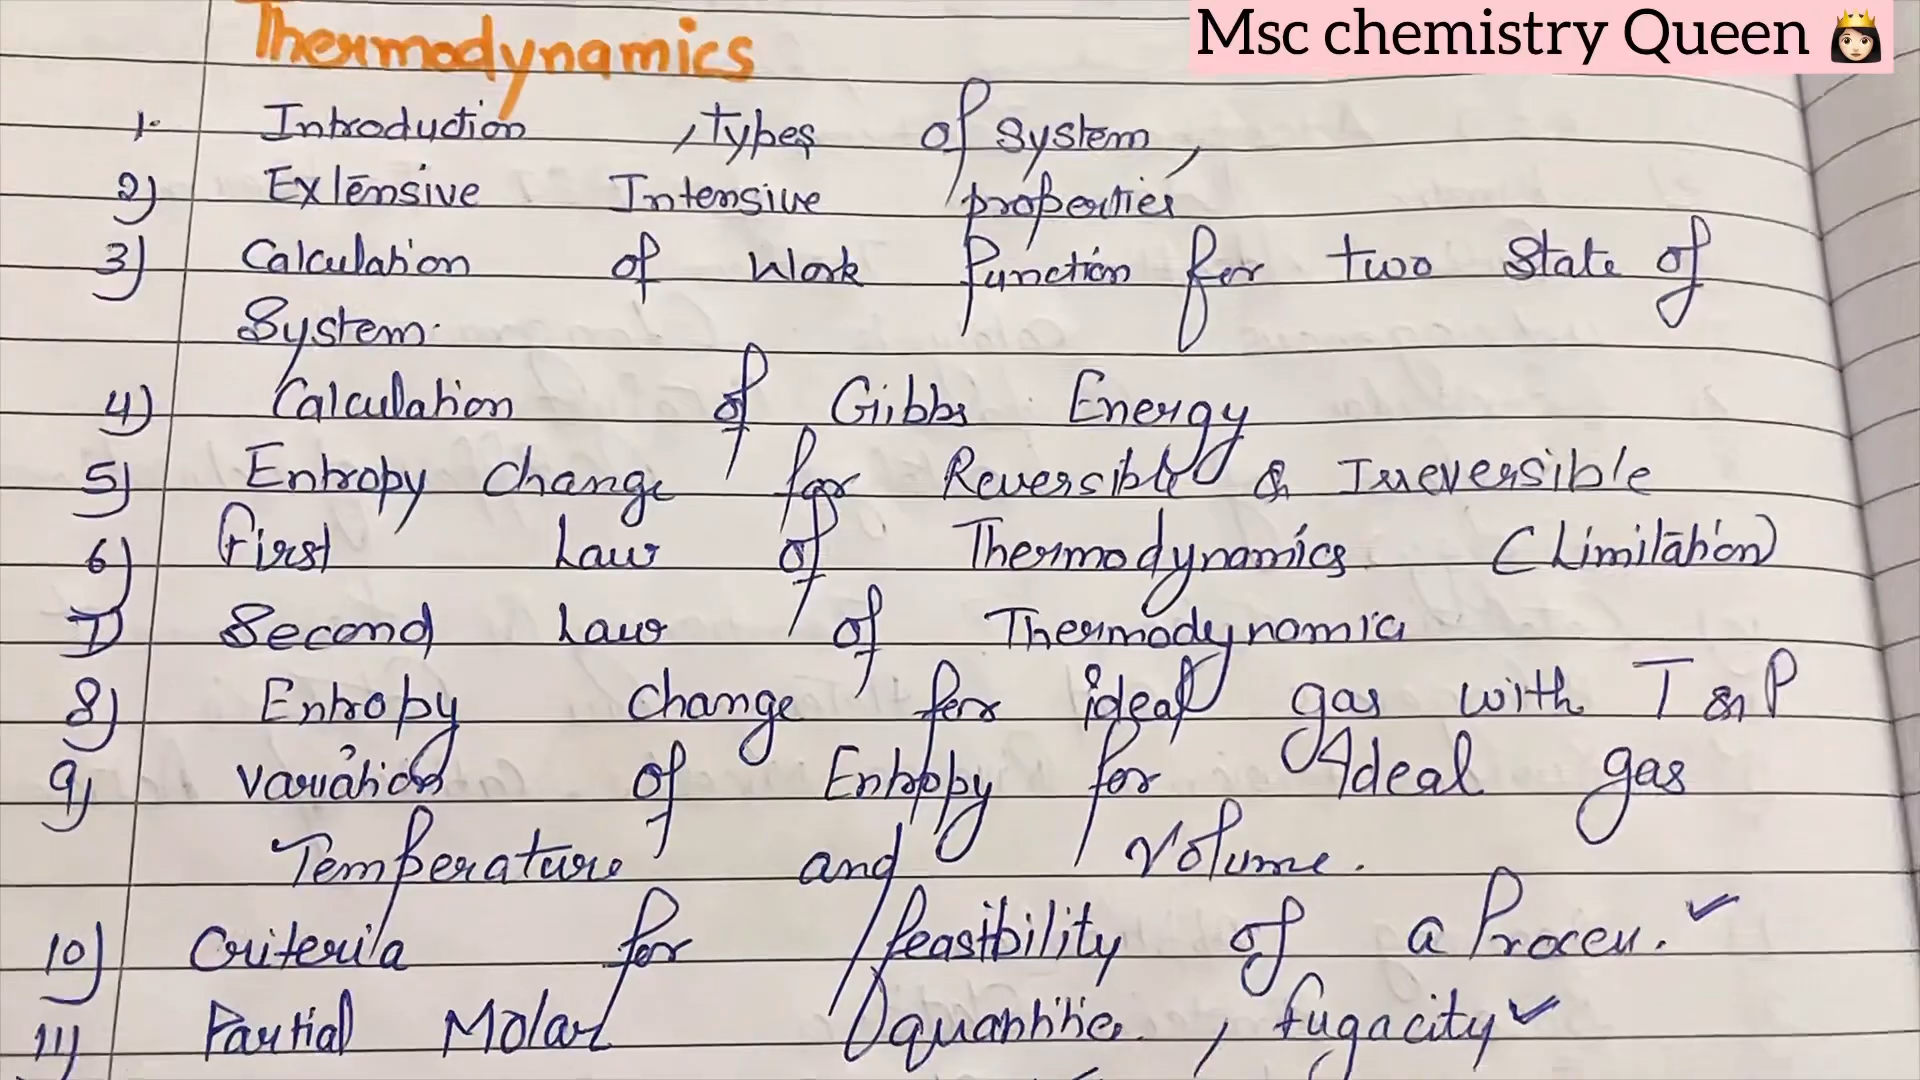 Msc chemistry Queen 👸🏻
Thermodynamics
1. Introduction , types of system,
2) Extensive Intensive properties
3) Calculation of Work function for two State of
System.
4) Calculation of Gibbs Energy
5) Entropy Change for Reversible & Irreversible
6) First Law of Thermodynamics (Limitation)
7) Second Law of Thermodynamics
8) Entropy change for ideal gas with T & P
9) Variation of Entropy for Ideal gas
Temperature and Volume.
10) Criteria for feasibility of a Process. ✓
11) Partial Molar quantities , fugacity ✓